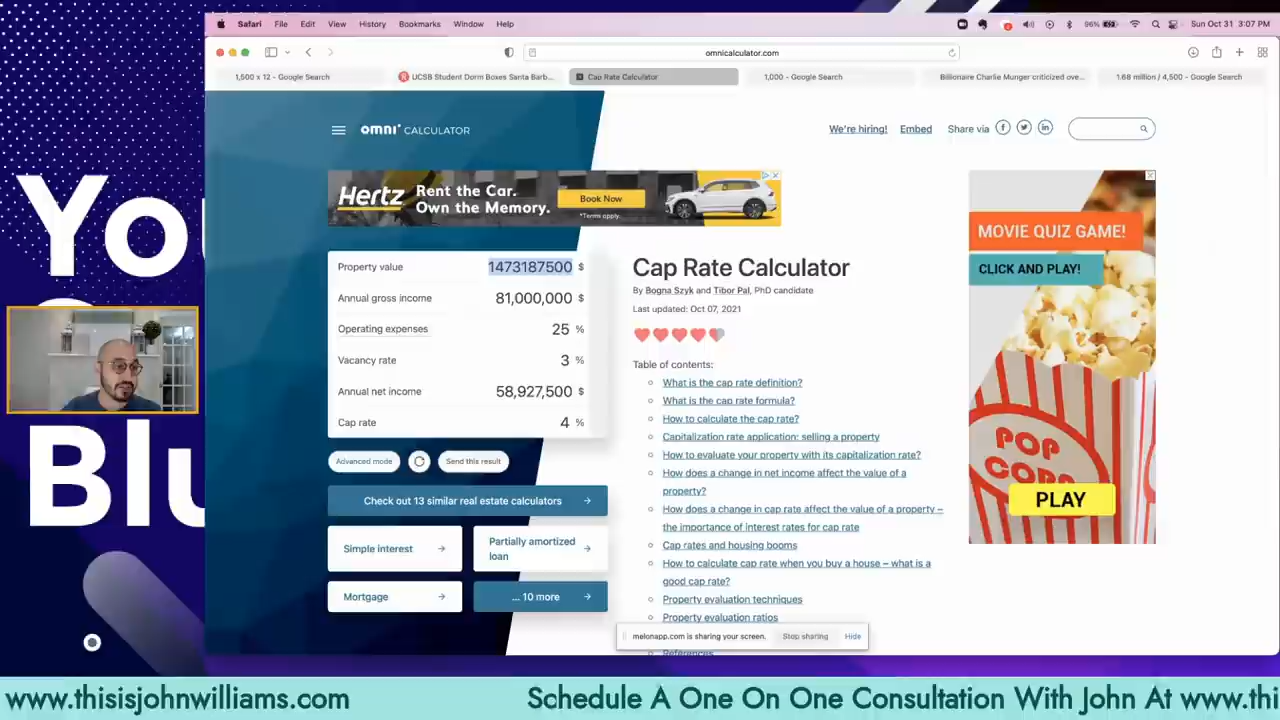 Safari File Edit View History Bookmarks Window Help
96% Sun Oct 31 3:07 PM
omnicalculator.com
1,500 x 12 - Google Search
UCSB Student Dorm Boxes Santa Barb...
Cap Rate Calculator
1,000 - Google Search
Billionaire Charlie Munger criticized ove...
1.68 million / 4,500 - Google Search
omni CALCULATOR
We're hiring! Embed Share via
Hertz Rent the Car.
Own the Memory.
Book Now
*Terms apply.
Property value 1473187500 $
Annual gross income 81,000,000 $
Operating expenses 25 %
Vacancy rate 3 %
Annual net income 58,927,500 $
Cap rate 4 %
Advanced mode
Send this result
Check out 13 similar real estate calculators →
Simple interest →
Partially amortized
loan →
Mortgage →
... 10 more →
Cap Rate Calculator
By Bogna Szyk and Tibor Pal, PhD candidate
Last updated: Oct 07, 2021
Table of contents:
What is the cap rate definition?
What is the cap rate formula?
How to calculate the cap rate?
Capitalization rate application: selling a property
How to evaluate your property with its capitalization rate?
How does a change in net income affect the value of a
property?
How does a change in cap rate affect the value of a property –
the importance of interest rates for cap rate
Cap rates and housing booms
How to calculate cap rate when you buy a house – what is a
good cap rate?
Property evaluation techniques
Property evaluation ratios
References
melonapp.com is sharing your screen. Stop sharing Hide
MOVIE QUIZ GAME!
CLICK AND PLAY!
POP
CORN
PLAY
You
Blu
www.thisisjohnwilliams.com
Schedule A One On One Consultation With John At www.thi